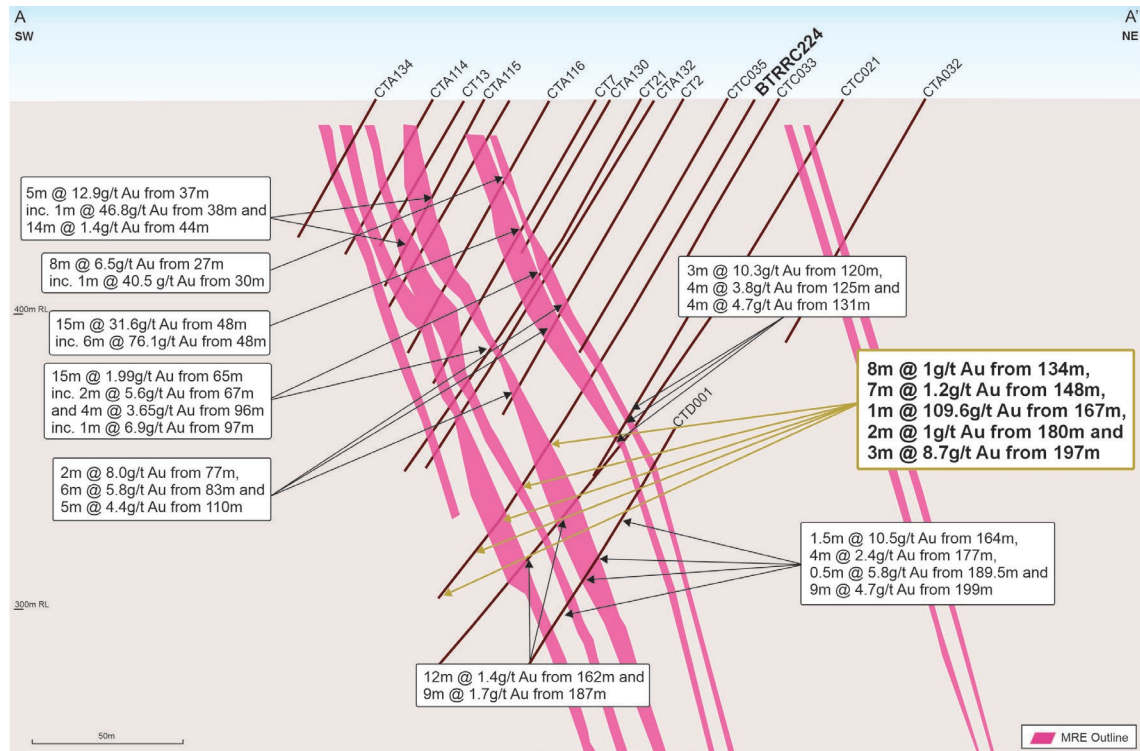 A
SW
A'
NE
CTA134
CTA114
CT13
CTA115
CTA116
CT7
CTA130
CT21
CTA132
CT2
CTC035
BTRRC224
CTC033
CTC021
CTA032
5m @ 12.9g/t Au from 37m
inc. 1m @ 46.8g/t Au from 38m and
14m @ 1.4g/t Au from 44m
8m @ 6.5g/t Au from 27m
inc. 1m @ 40.5 g/t Au from 30m
3m @ 10.3g/t Au from 120m,
4m @ 3.8g/t Au from 125m and
4m @ 4.7g/t Au from 131m
400m RL
15m @ 31.6g/t Au from 48m
inc. 6m @ 76.1g/t Au from 48m
15m @ 1.99g/t Au from 65m
inc. 2m @ 5.6g/t Au from 67m
and 4m @ 3.65g/t Au from 96m
inc. 1m @ 6.9g/t Au from 97m
8m @ 1g/t Au from 134m,
7m @ 1.2g/t Au from 148m,
1m @ 109.6g/t Au from 167m,
2m @ 1g/t Au from 180m and
3m @ 8.7g/t Au from 197m
CTD001
2m @ 8.0g/t Au from 77m,
6m @ 5.8g/t Au from 83m and
5m @ 4.4g/t Au from 110m
1.5m @ 10.5g/t Au from 164m,
4m @ 2.4g/t Au from 177m,
0.5m @ 5.8g/t Au from 189.5m and
9m @ 4.7g/t Au from 199m
300m RL
12m @ 1.4g/t Au from 162m and
9m @ 1.7g/t Au from 187m
50m
MRE Outline